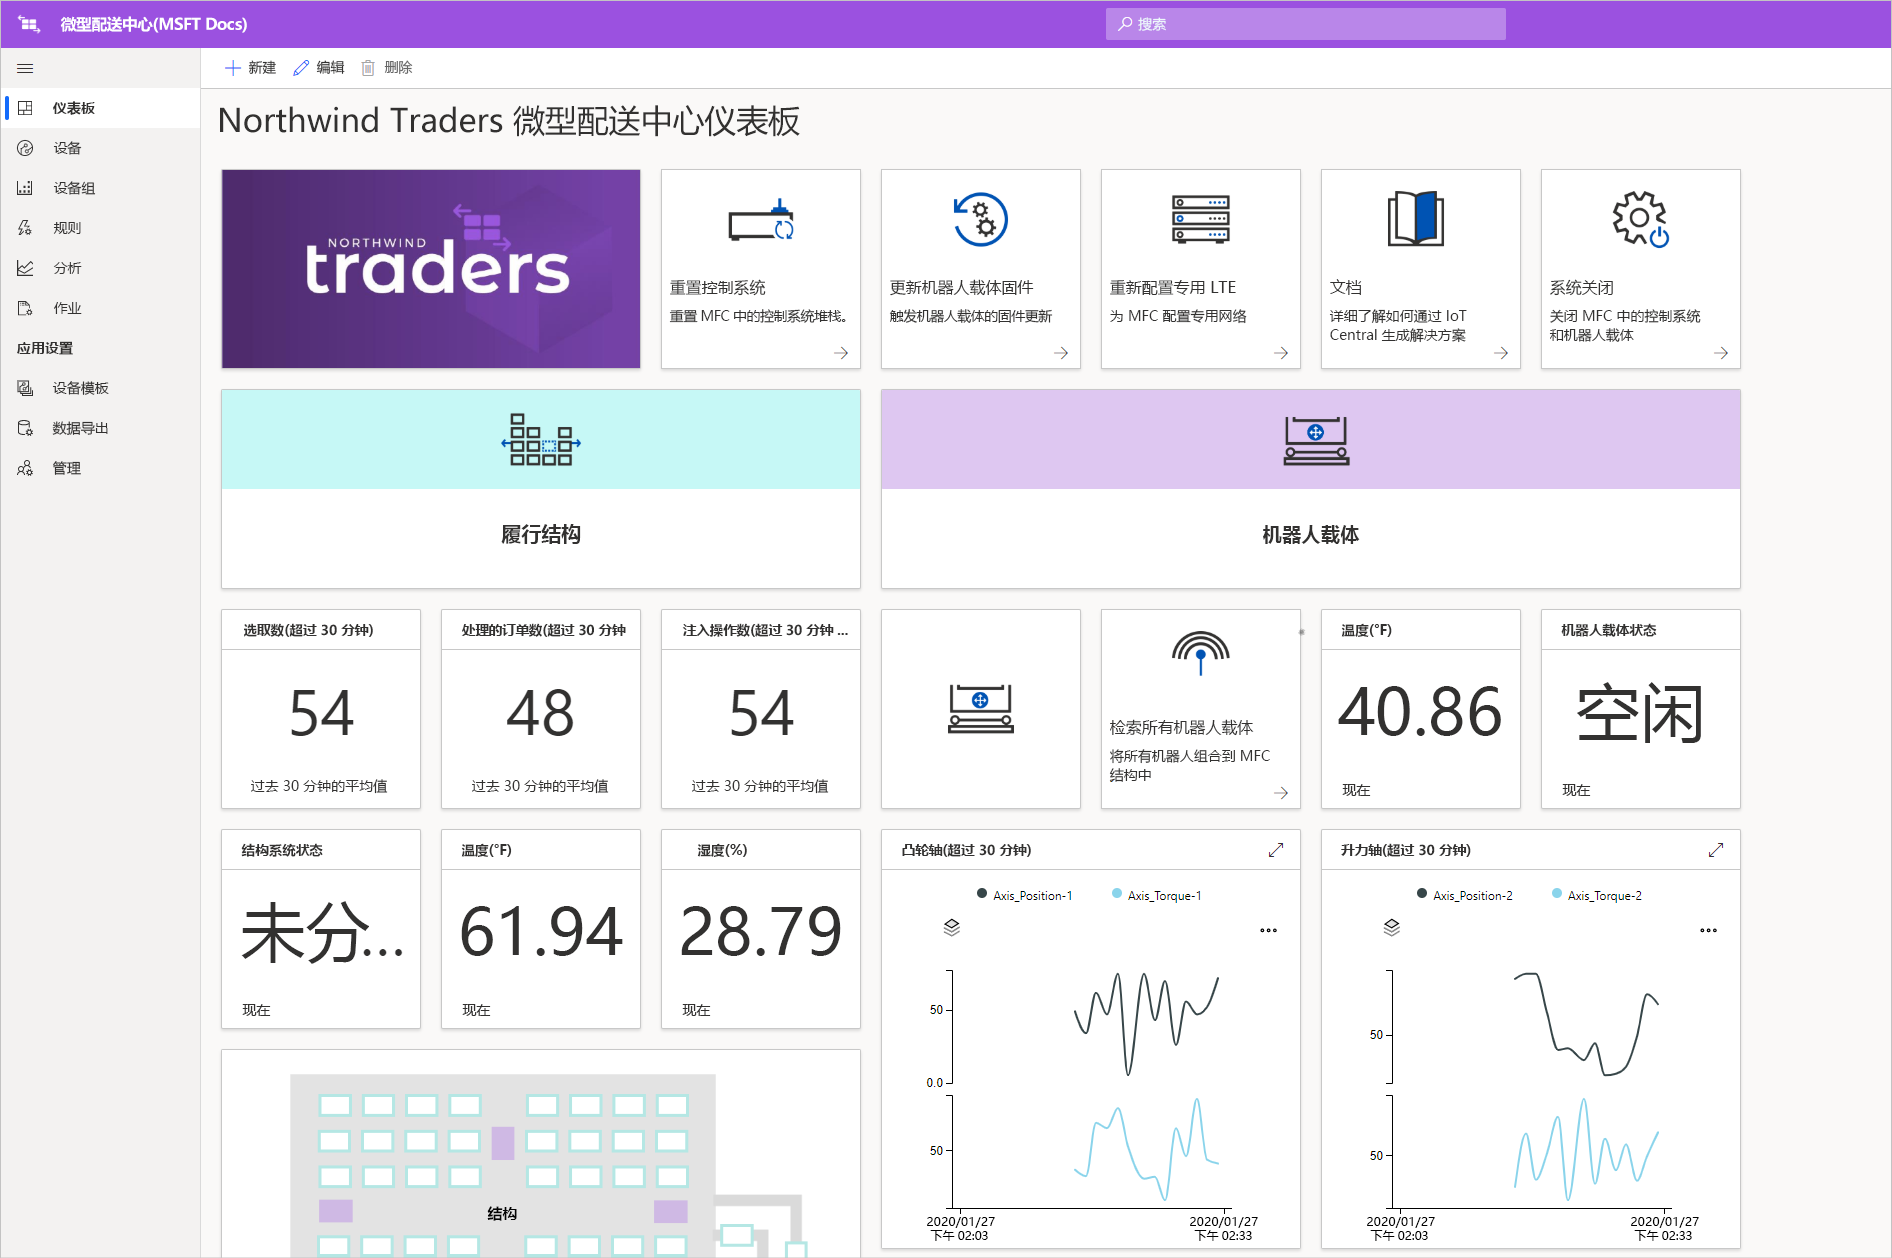 微型配送中心(MSFT Docs)
搜索
新建 编辑 删除
仪表板
设备
设备组
规则
分析
作业
应用设置
设备模板
数据导出
管理
Northwind Traders 微型配送中心仪表板
NORTHWIND
traders
重置控制系统
重置 MFC 中的控制系统堆栈。
更新机器人载体固件
触发机器人载体的固件更新
重新配置专用 LTE
为 MFC 配置专用网络
文档
详细了解如何通过 IoT
Central 生成解决方案
系统关闭
关闭 MFC 中的控制系统
和机器人载体
履行结构
机器人载体
选取数(超过 30 分钟)
54
过去 30 分钟的平均值
处理的订单数(超过 30 分钟
48
过去 30 分钟的平均值
注入操作数(超过 30 分钟 ...
54
过去 30 分钟的平均值
检索所有机器人载体
将所有机器人组合到 MFC
结构中
温度(°F)
40.86
现在
机器人载体状态
空闲
现在
结构系统状态
未分...
现在
温度(°F)
61.94
现在
湿度(%)
28.79
现在
凸轮轴(超过 30 分钟)
Axis_Position-1 Axis_Torque-1
50
0.0
50
2020/01/27 2020/01/27
下午 02:03 下午 02:33
升力轴(超过 30 分钟)
Axis_Position-2 Axis_Torque-2
50
50
2020/01/27 2020/01/27
下午 02:03 下午 02:33
结构